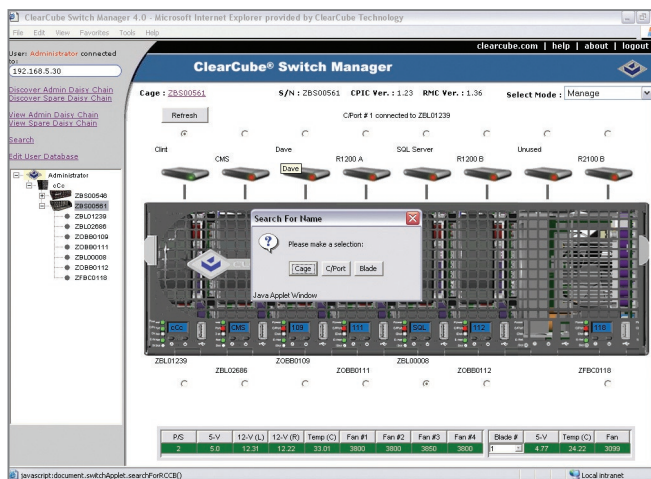 ClearCube Switch Manager 4.0 - Microsoft Internet Explorer provided by ClearCube Technology
File Edit View Favorites Tools Help
clearcube.com | help | about | logout
User: Administrator connected
to:
192.168.5.30
ClearCube® Switch Manager
Discover Admin Daisy Chain
Discover Spare Daisy Chain
View Admin Daisy Chain
View Spare Daisy Chain
Search
Edit User Database
Cage : ZBS00561 S/N : ZBS00561 CPIC Ver. : 1.23 RMC Ver. : 1.36 Select Mode : Manage
Refresh
C/Port # 1 connected to ZBL01239
Clint
CMS
Dave
R1200 A
SQL Server
R1200 B
Unused
R2100 B
Dave
Administrator
cCc
ZBS00546
ZBS00561
ZBL01239
ZBL02686
ZOBB0109
ZOBB0111
ZBL00008
ZOBB0112
ZFBC0118
Search For Name
Please make a selection:
Cage C/Port Blade
Java Applet Window
cCc CMS 109 111 SQL 112 118
ZBL01239
ZBL02686
ZOBB0109
ZOBB0111
ZBL00008
ZOBB0112
ZFBC0118
P/S 5-V 12-V (L) 12-V (R) Temp (C) Fan #1 Fan #2 Fan #3 Fan #4 Blade # 5-V Temp (C) Fan
2 5.0 12.31 12.22 33.01 3800 3800 3850 3800 1 4.77 24.22 3099
javascript:document.switchApplet.searchForRCCB() Local intranet